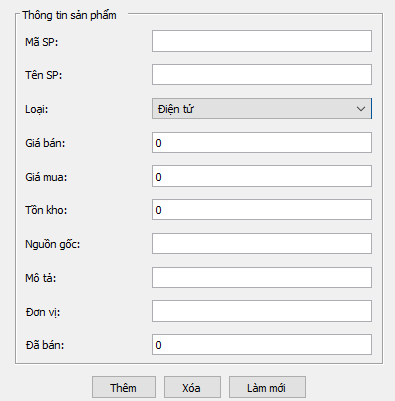 Thông tin sản phẩm
Mã SP:
Tên SP:
Loại: Điện tử
Giá bán: 0
Giá mua: 0
Tồn kho: 0
Nguồn gốc:
Mô tả:
Đơn vị:
Đã bán: 0
Thêm Xóa Làm mới